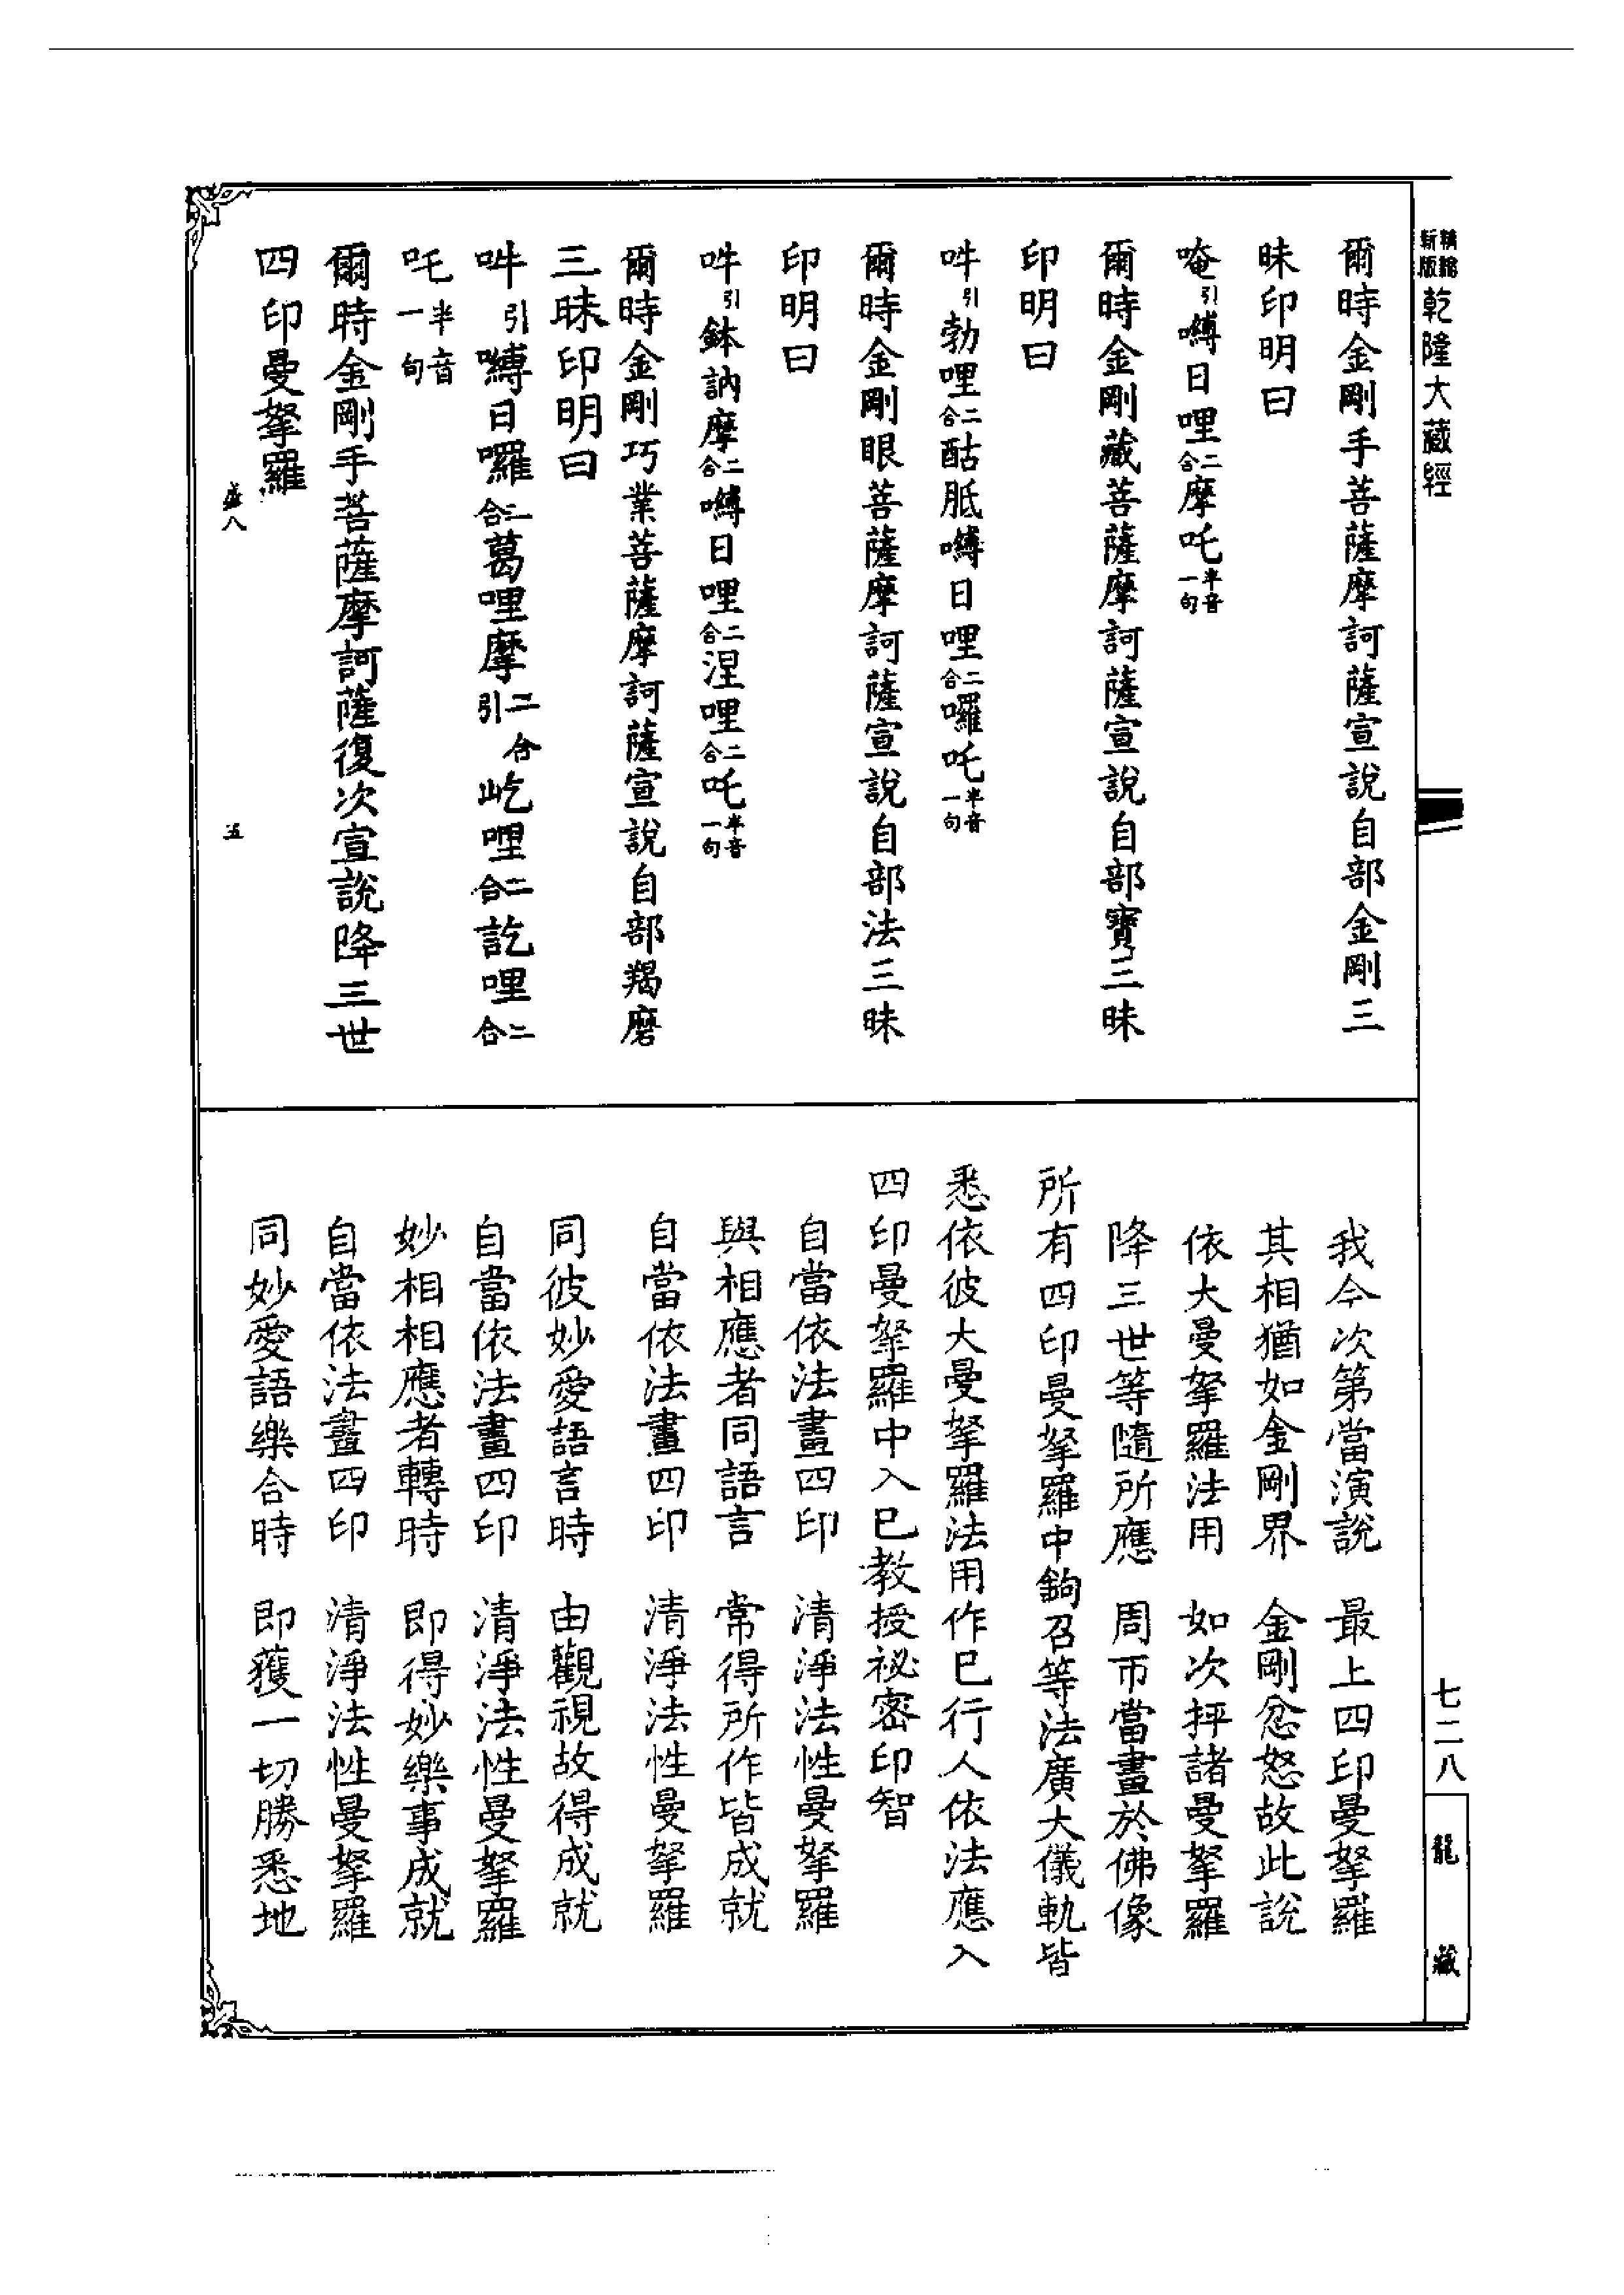 新版精縮乾隆大藏經
爾時金剛手菩薩摩訶薩宣說自部金剛三
昧印明曰
唵引嚩日哩二合摩吒半音一句
爾時金剛藏菩薩摩訶薩宣說自部寶三昧
印明曰
吽引勃哩二合酤胝嚩日哩二合囉吒半音一句
爾時金剛眼菩薩摩訶薩宣說自部法三昧
印明曰
吽引鉢訥摩二合嚩日哩二合涅哩二合吒半音一句
爾時金剛巧業菩薩摩訶薩宣說自部羯磨
三昧印明曰
吽引嚩日囉二合葛哩摩二合引屹哩二合訖哩二合
吒半音一句
爾時金剛手菩薩摩訶薩復次宣說降三世
四印曼拏羅
盛八 五
我今次第當演說 最上四印曼拏羅
其相猶如金剛界 金剛忿怒故此說
依大曼拏羅法用 如次抨諸曼拏羅
降三世等隨所應 周帀當畫於佛像
所有四印曼拏羅中鉤召等法廣大儀軌皆
悉依彼大曼拏羅法用作已行人依法應入
四印曼拏羅中入已教授祕密印智
自當依法畫四印 清淨法性曼拏羅
與相應者同語言 常得所作皆成就
自當依法畫四印 清淨法性曼拏羅
同彼妙愛語言時 由觀視故得成就
自當依法畫四印 清淨法性曼拏羅
妙相相應者轉時 即得妙樂事成就
自當依法畫四印 清淨法性曼拏羅
同妙愛語樂合時 即獲一切勝悉地
七二八
龍藏